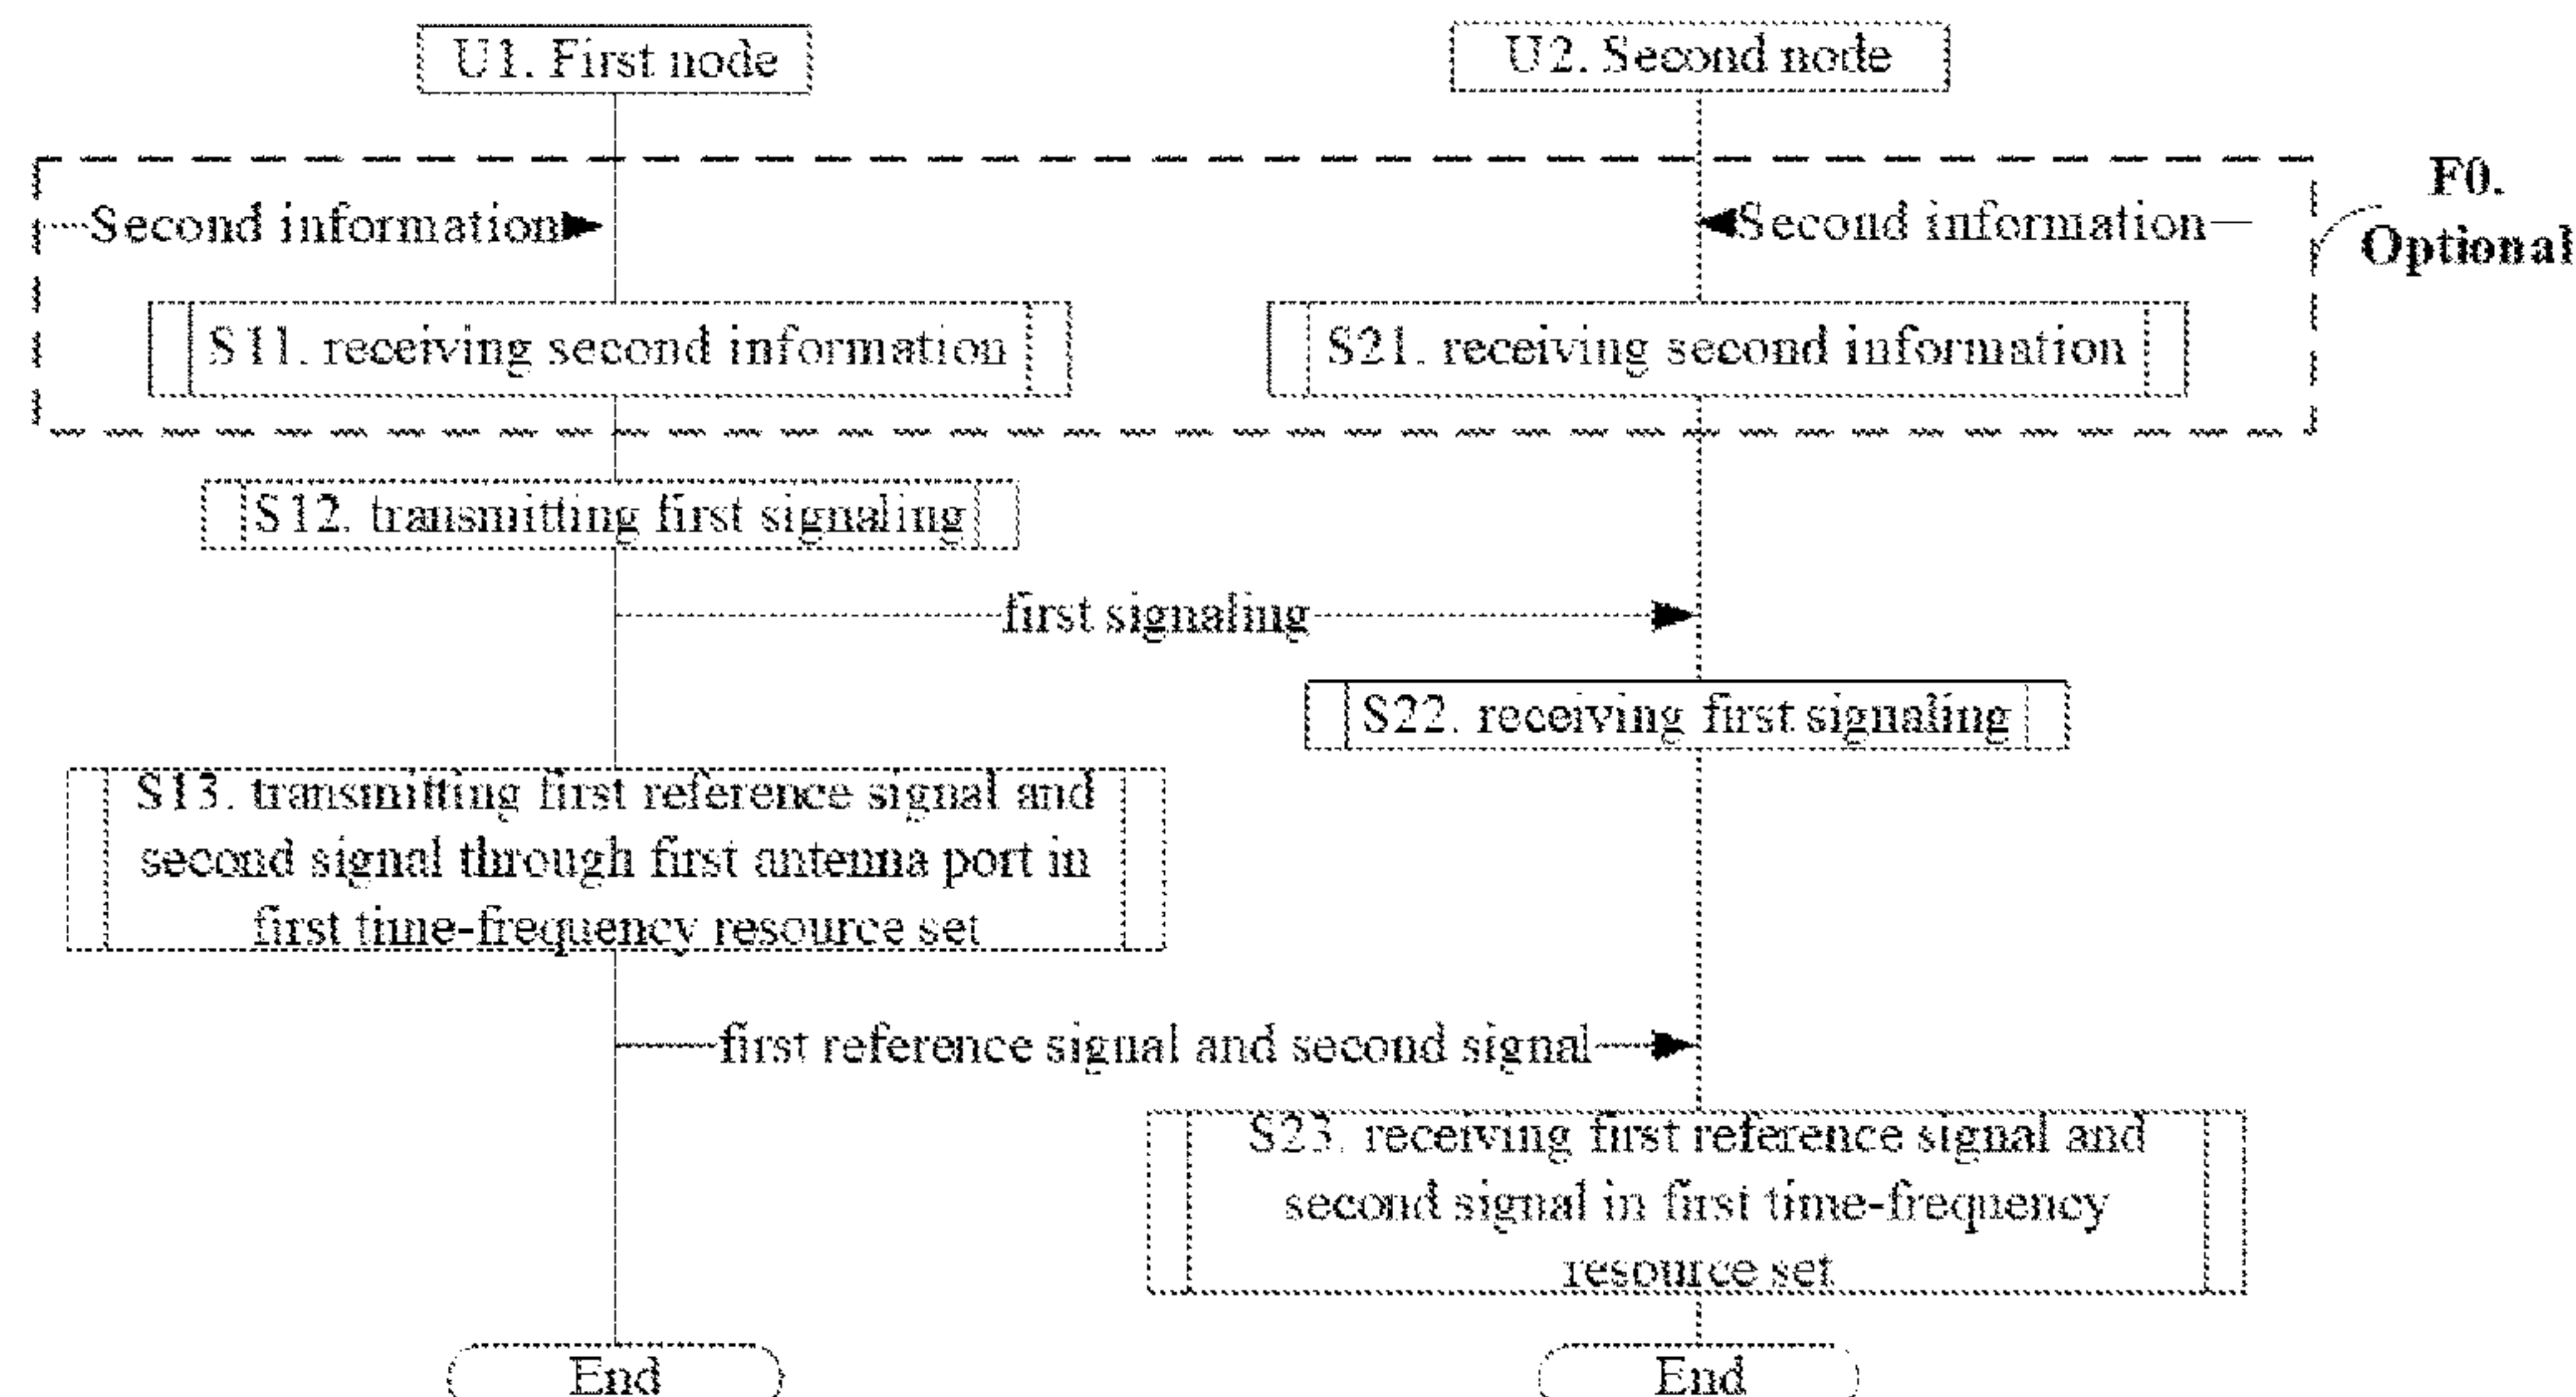 U1. First node
U2. Second node
F0.
Optional
Second information
Second information
S11. receiving second information
S21. receiving second information
S12. transmitting first signaling
first signaling
S22. receiving first signaling
S13. transmitting first reference signal and
second signal through first antenna port in
first time-frequency resource set
first reference signal and second signal
S23. receiving first reference signal and
second signal in first time-frequency
resource set
End
End